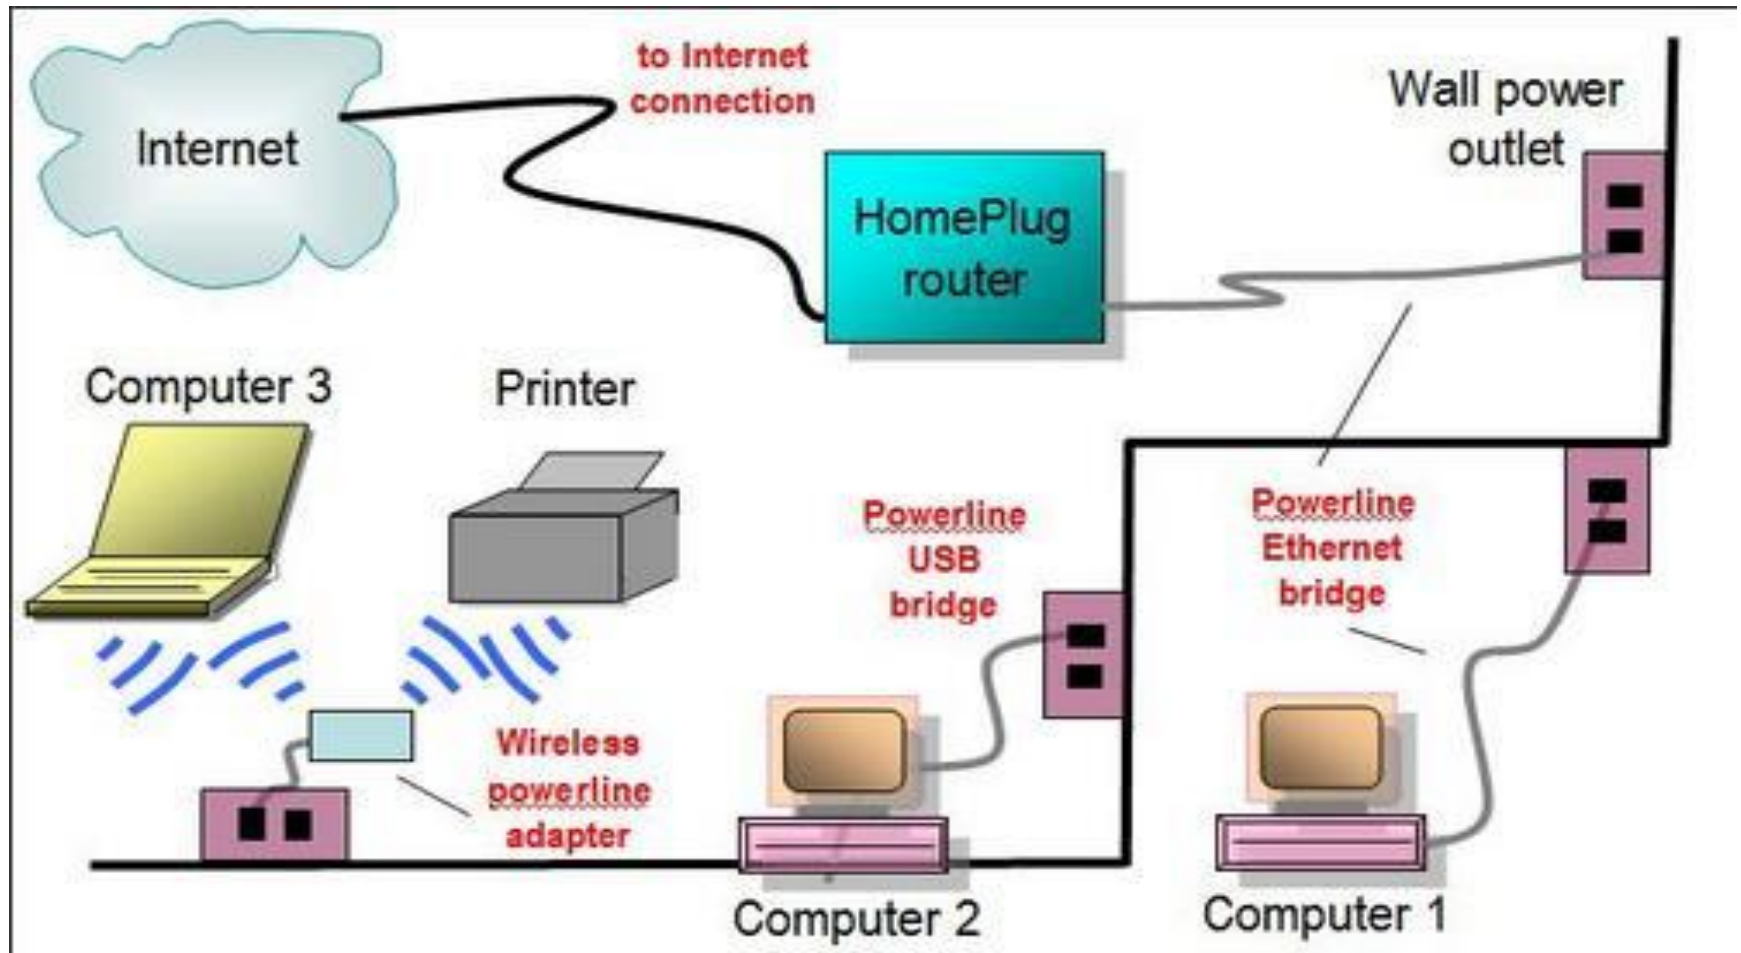 to Internet
connection
Internet
Wall power
outlet
HomePlug
router
Computer 3
Printer
Powerline
USB
bridge
Powerline
Ethernet
bridge
Wireless
powerline
adapter
Computer 2
Computer 1